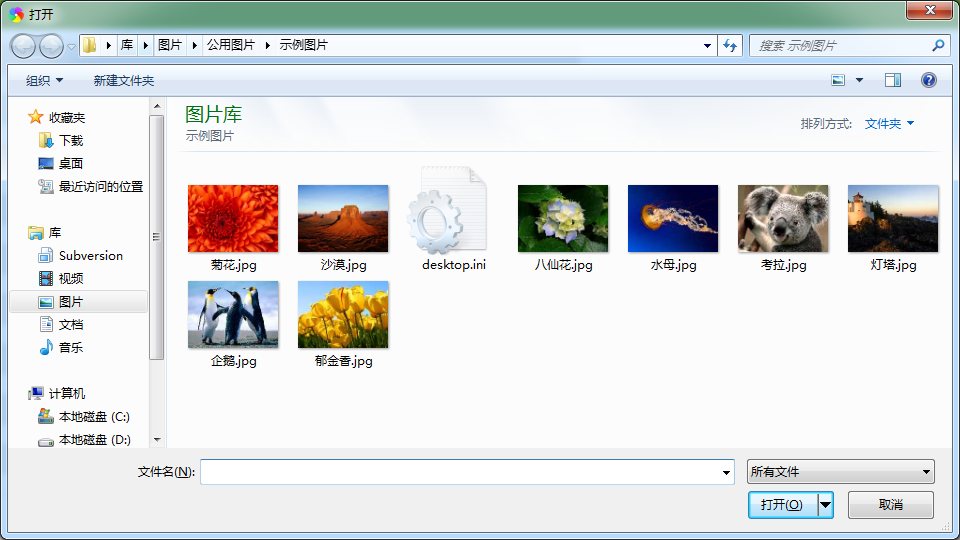 打开
库 图片 公用图片 示例图片
搜索 示例图片
组织 新建文件夹
图片库
示例图片
排列方式: 文件夹
收藏夹
下载
桌面
最近访问的位置
库
Subversion
视频
图片
文档
音乐
计算机
本地磁盘 (C:)
本地磁盘 (D:)
菊花.jpg 沙漠.jpg desktop.ini 八仙花.jpg 水母.jpg 考拉.jpg 灯塔.jpg
企鹅.jpg 郁金香.jpg
文件名(N): 所有文件
打开(O) 取消